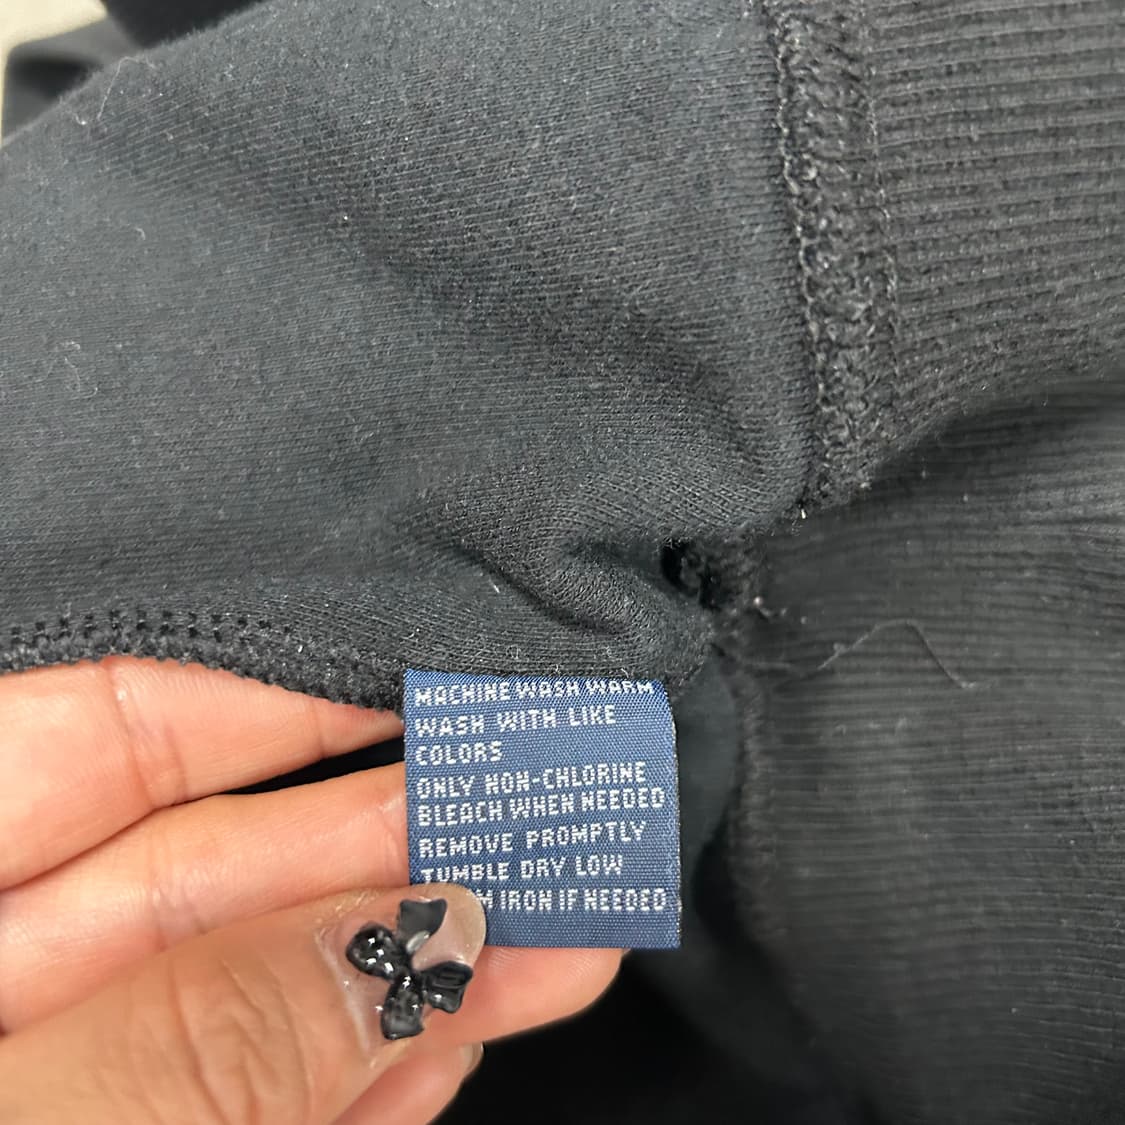 MACHINE WASH WARM
WASH WITH LIKE
COLORS
ONLY NON-CHLORINE
BLEACH WHEN NEEDED
REMOVE PROMPTLY
TUMBLE DRY LOW
IRON IF NEEDED